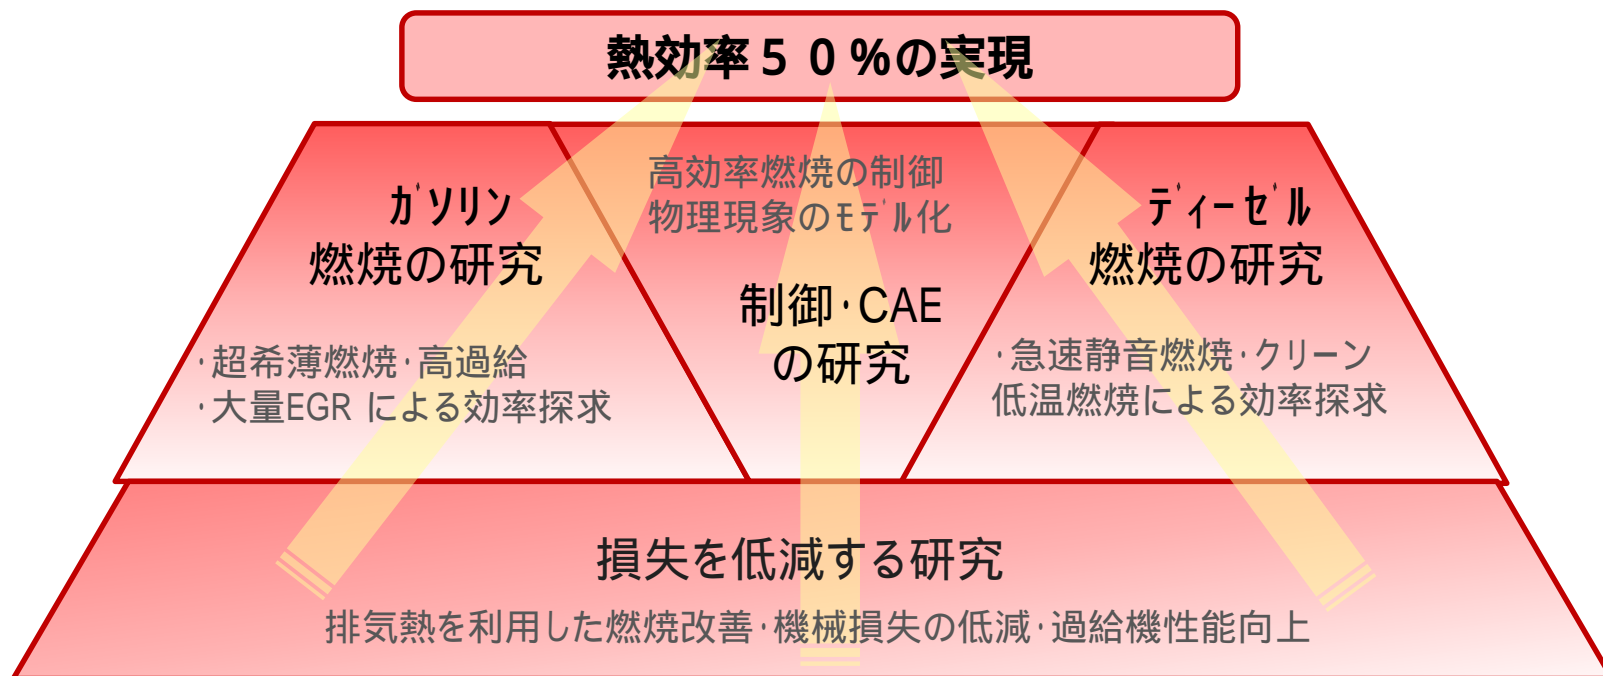 熱効率５０％の実現
高効率燃焼の制御
物理現象のﾓﾃﾞﾙ化
ｶﾞｿﾘﾝ
燃焼の研究
制御･CAE
の研究
ﾃﾞｨｰｾﾞﾙ
燃焼の研究
･超希薄燃焼･高過給
･大量EGR による効率探求
･急速静音燃焼･クリーン
低温燃焼による効率探求
損失を低減する研究
排気熱を利用した燃焼改善･機械損失の低減･過給機性能向上